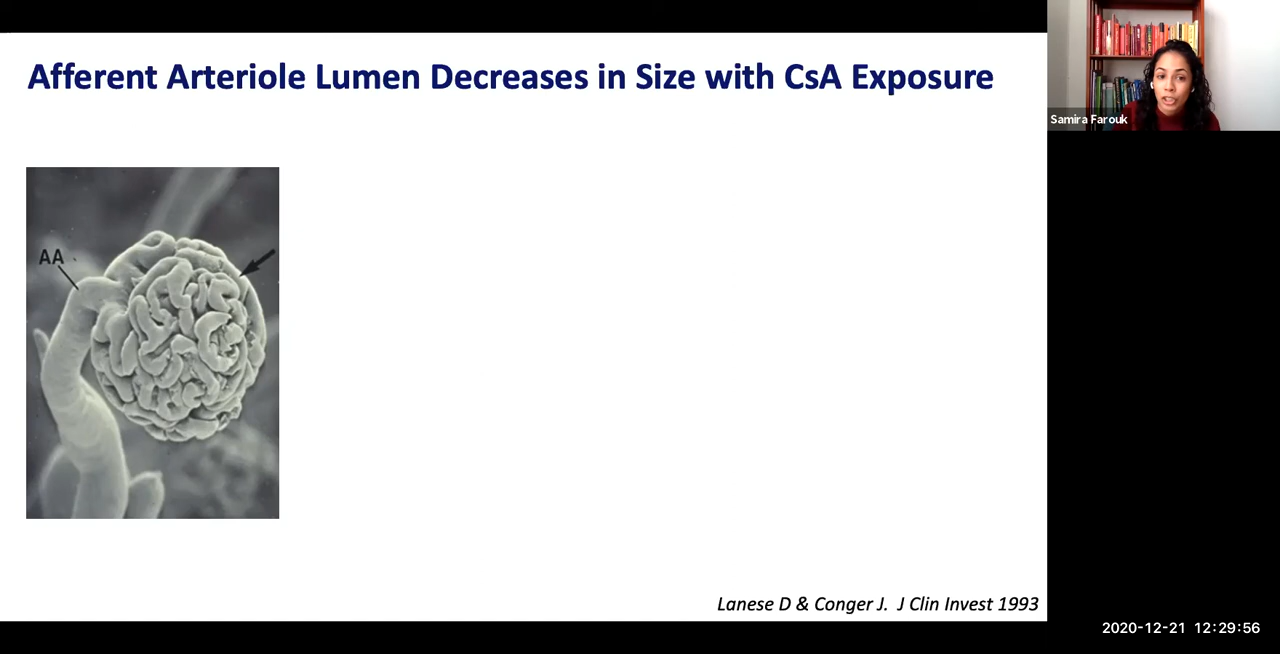 Afferent Arteriole Lumen Decreases in Size with CsA Exposure
Samira Farouk
AA
Lanese D & Conger J. J Clin Invest 1993
2020-12-21 12:29:56